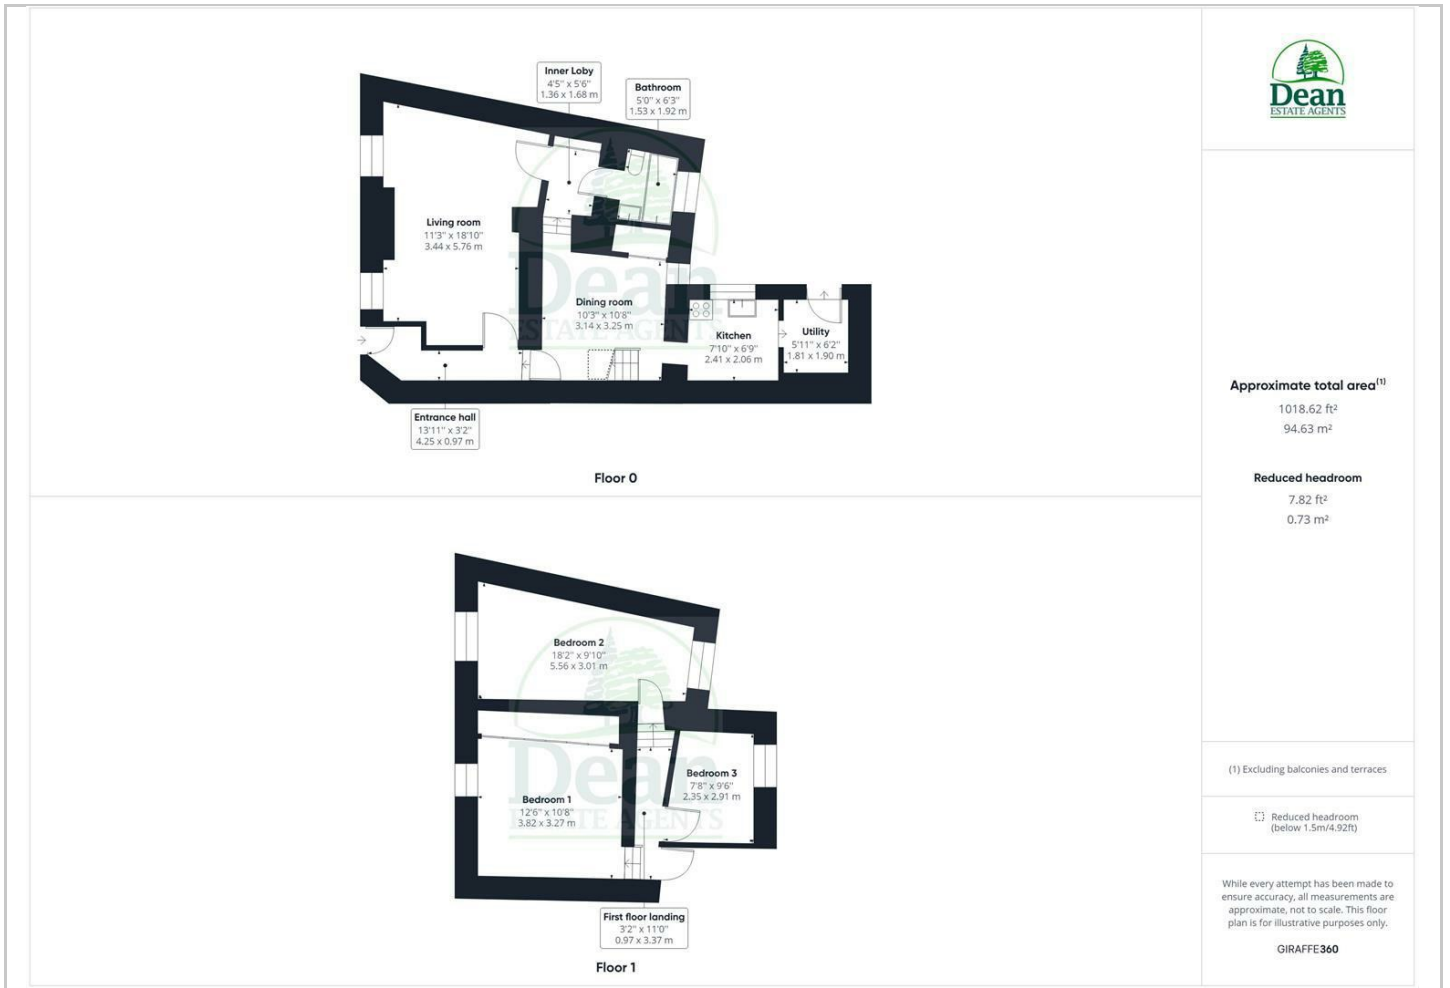 Inner Loby
4'5" x 5'6"
1.36 x 1.68 m
Bathroom
5'0" x 6'3"
1.53 x 1.92 m
Living room
11'3" x 18'10"
3.44 x 5.76 m
Dining room
10'3" x 10'8"
3.14 x 3.25 m
Kitchen
7'10" x 6'9"
2.41 x 2.06 m
Utility
5'11" x 6'2"
1.81 x 1.90 m
Entrance hall
13'11" x 3'2"
4.25 x 0.97 m
Dean
ESTATE AGENTS
Floor 0
Bedroom 2
18'2" x 9'10"
5.56 x 3.01 m
Bedroom 3
7'8" x 9'6"
2.35 x 2.91 m
Bedroom 1
12'6" x 10'8"
3.82 x 3.27 m
Dean
ESTATE AGENTS
First floor landing
3'2" x 11'0"
0.97 x 3.37 m
Floor 1
Dean
ESTATE AGENTS
Approximate total area(1)
1018.62 ft²
94.63 m²
Reduced headroom
7.82 ft²
0.73 m²
(1) Excluding balconies and terraces
Reduced headroom
(below 1.5m/4.92ft)
While every attempt has been made to
ensure accuracy, all measurements are
approximate, not to scale. This floor
plan is for illustrative purposes only.
GIRAFFE360